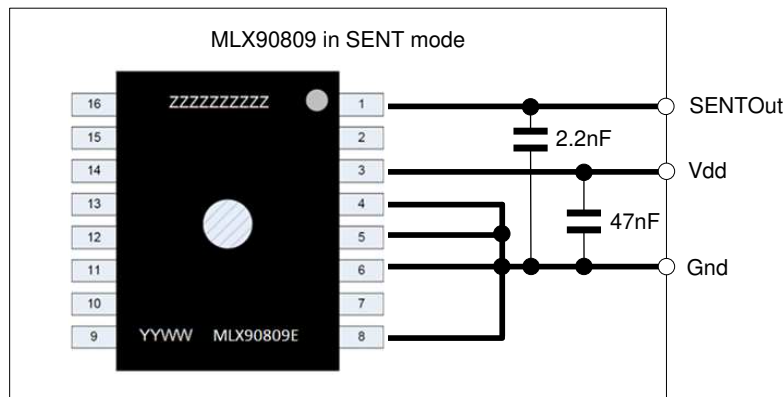 MLX90809 in SENT mode
16 ZZZZZZZZZZ 1 SENTOut
15 2 2.2nF
14 3 Vdd
13 4
12 5 47nF
11 6 Gnd
10 7
9 YYWW MLX90809E 8